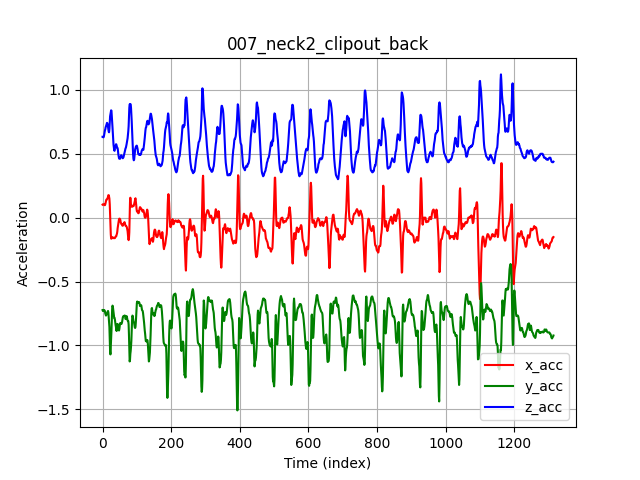 007_neck2_clipout_back
1.0
0.5
0.0
−0.5
−1.0
−1.5
Acceleration
x_acc
y_acc
z_acc
0 200 400 600 800 1000 1200
Time (index)